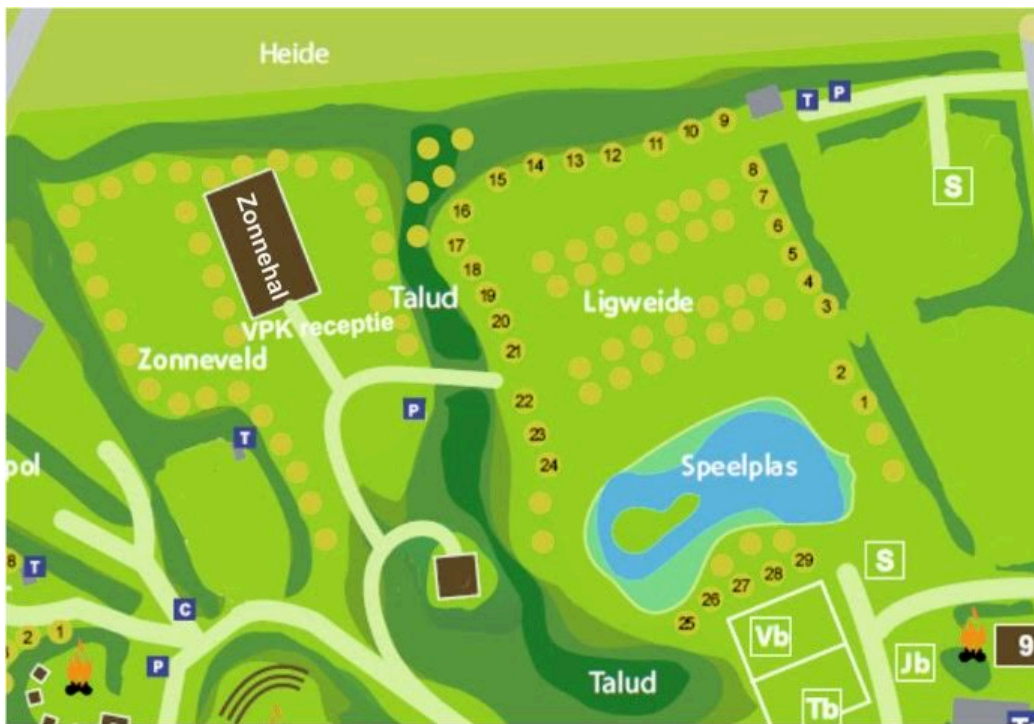 Heide
T
P
9
10
11
12
13
14
15
S
8
7
16
Zonnehal
6
17
5
18
4
Talud
19
Ligweide
3
20
VPK receptie
21
Zonneveld
2
22
P
1
23
T
pol
24
Speelplas
8
T
S
29
28
27
26
C
25
2
1
Vb
9
P
Jb
Talud
Tb
T